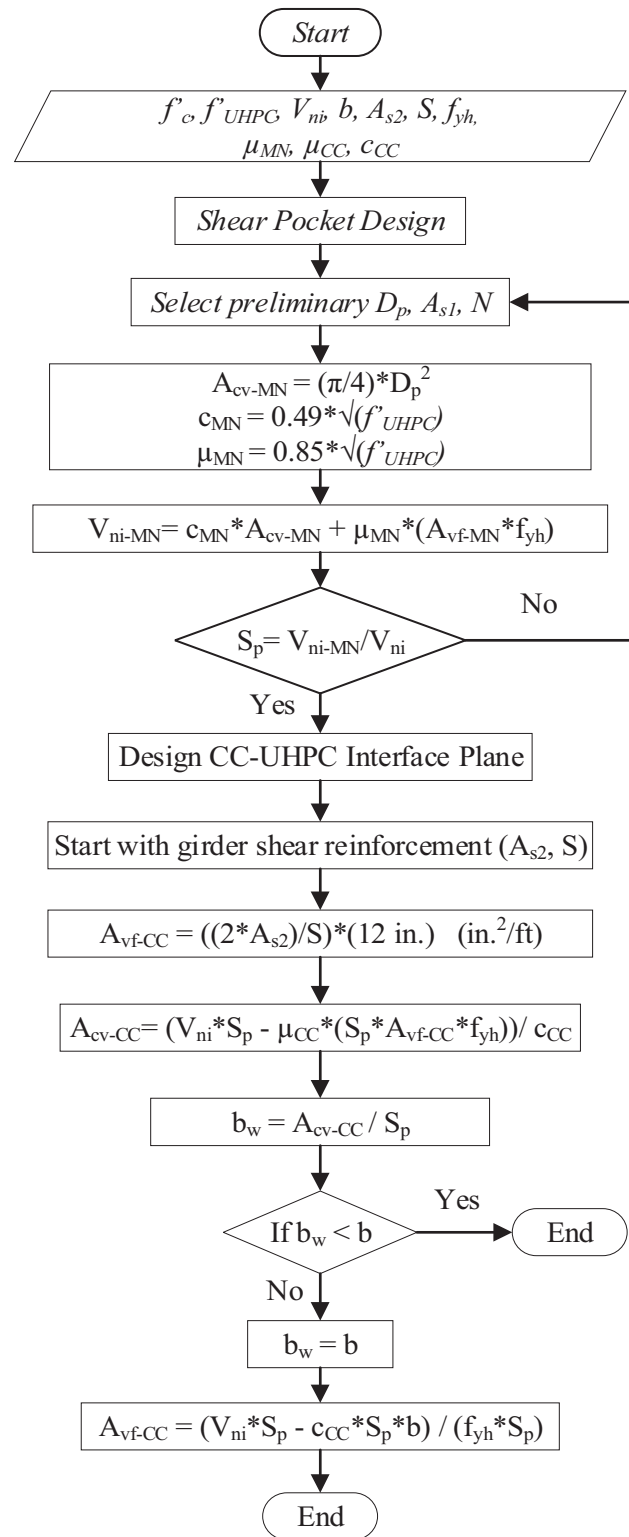 Start
f'c, f'UHPC, Vni, b, As2, S, fyh,
μMN, μCC, cCC
Shear Pocket Design
Select preliminary Dp, As1, N
Acv-MN = (π/4)*Dp²
cMN = 0.49*√(f'UHPC)
μMN = 0.85*√(f'UHPC)
Vni-MN= cMN*Acv-MN + μMN*(Avf-MN*fyh)
No
Sp= Vni-MN/Vni
Yes
Design CC-UHPC Interface Plane
Start with girder shear reinforcement (As2, S)
Avf-CC = ((2*As2)/S)*(12 in.) (in.²/ft)
Acv-CC= (Vni*Sp - μCC*(Sp*Avf-CC*fyh))/ cCC
bw = Acv-CC / Sp
Yes
If bw < b
End
No
bw = b
Avf-CC = (Vni*Sp - cCC*Sp*b) / (fyh*Sp)
End